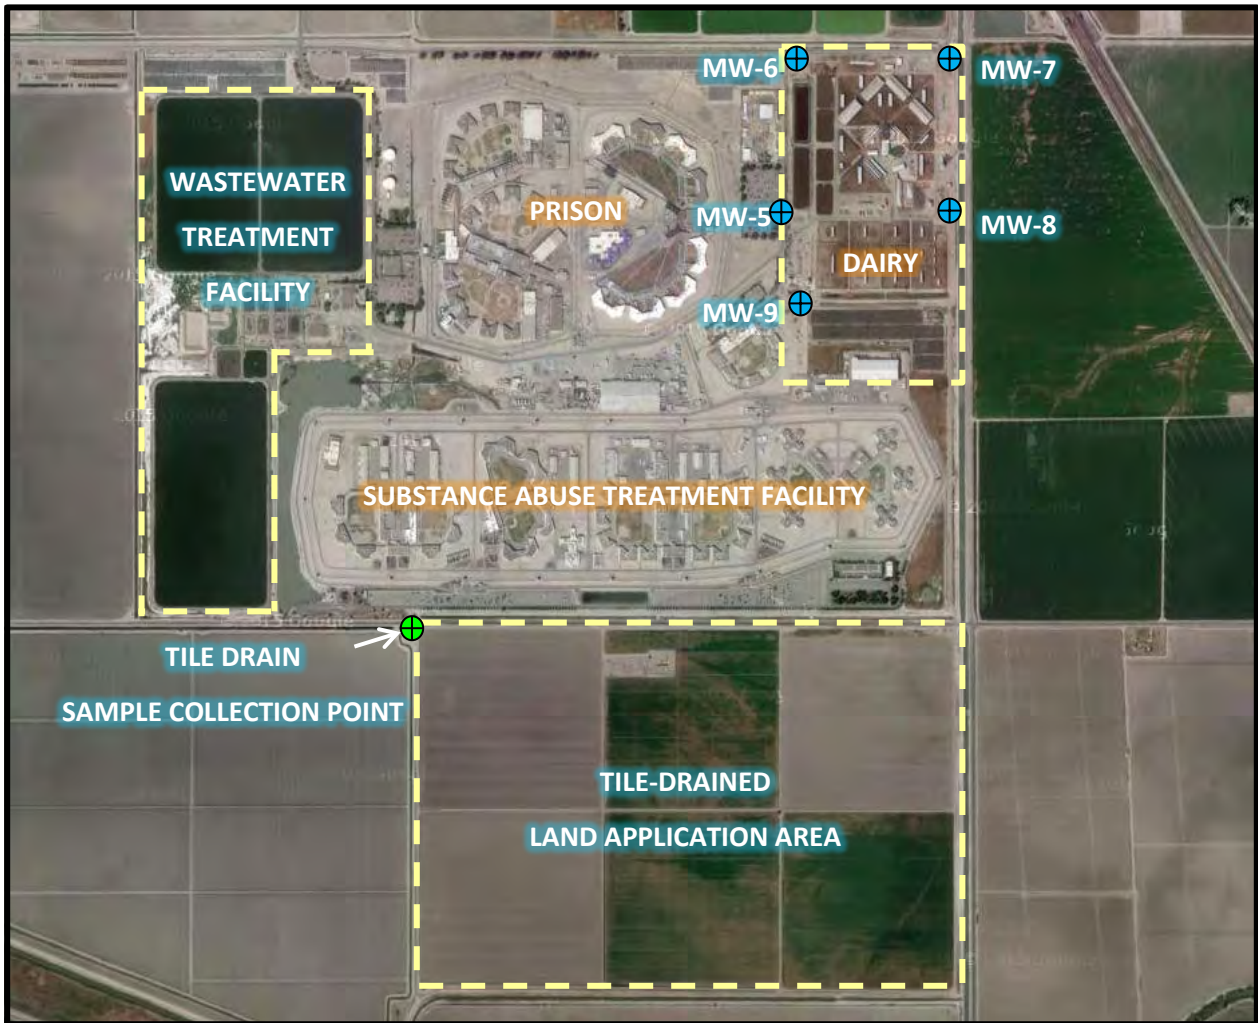 MW-6
MW-7
WASTEWATER
TREATMENT
FACILITY
PRISON
MW-5
MW-8
DAIRY
MW-9
SUBSTANCE ABUSE TREATMENT FACILITY
TILE DRAIN
SAMPLE COLLECTION POINT
TILE-DRAINED
LAND APPLICATION AREA